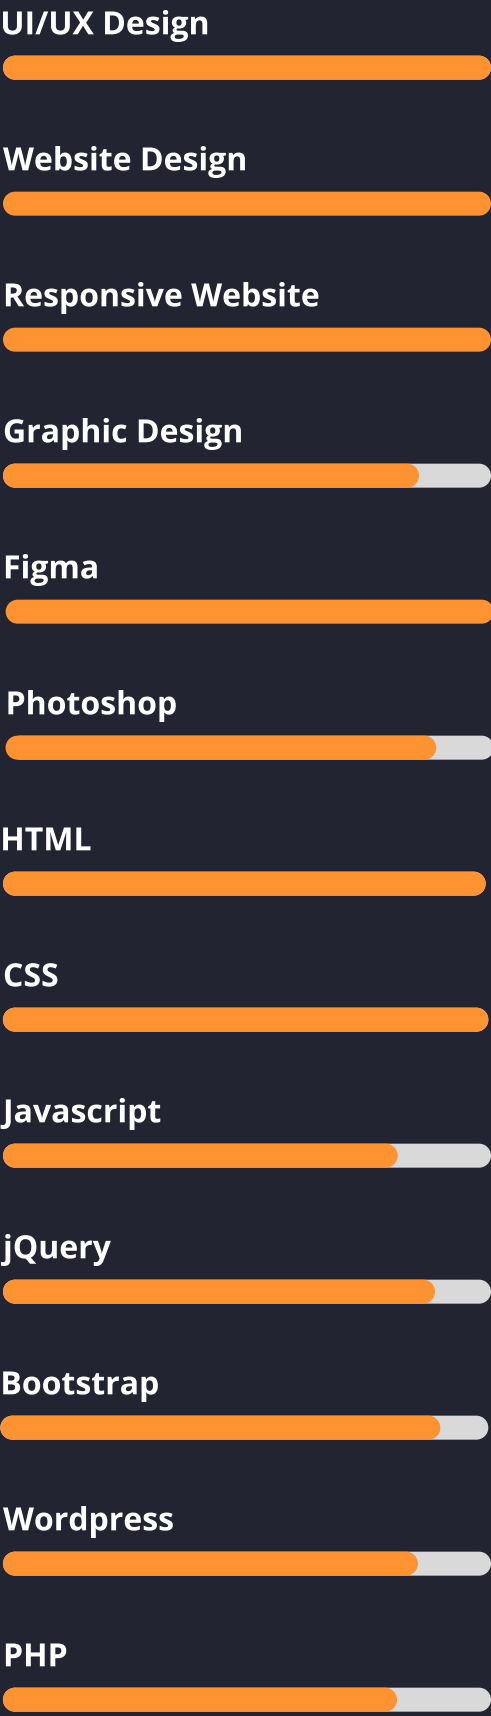 UI/UX Design
Website Design
Responsive Website
Graphic Design
Figma
Photoshop
HTML
CSS
Javascript
jQuery
Bootstrap
Wordpress
PHP